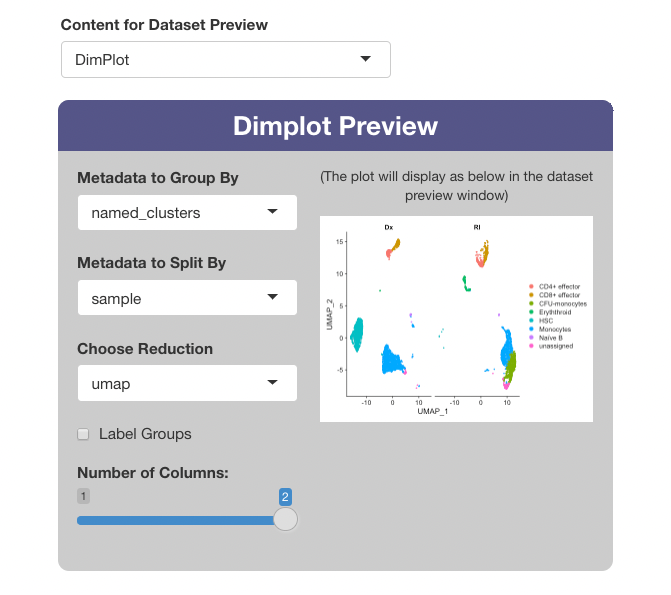 Content for Dataset Preview
DimPlot
Dimplot Preview
Metadata to Group By
named_clusters
Metadata to Split By
sample
Choose Reduction
umap
Label Groups
Number of Columns:
1
2
(The plot will display as below in the dataset
preview window)
Dx
RI
15
10
5
0
-5
UMAP_2
-10
0
10
-10
0
10
UMAP_1
CD4+ effector
CD8+ effector
CFU-monocytes
Erythroid
HSC
Monocytes
Naïve B
unassigned